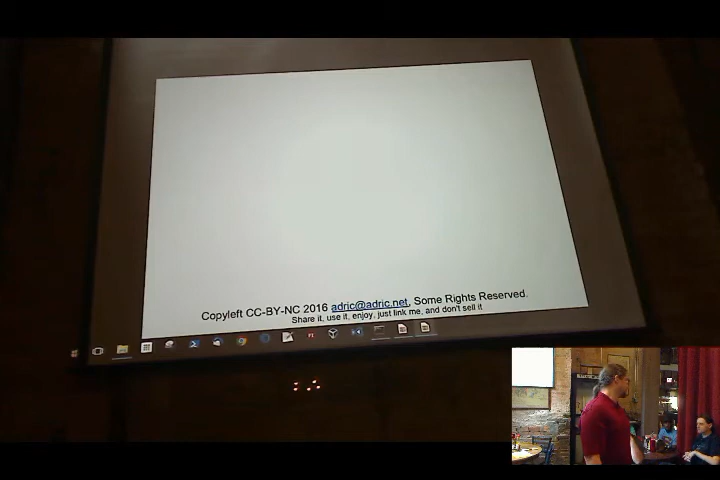 Copyleft CC-BY-NC 2016 adric@adric.net, Some Rights Reserved.
Share it, use it, enjoy, just link me, and don't sell it